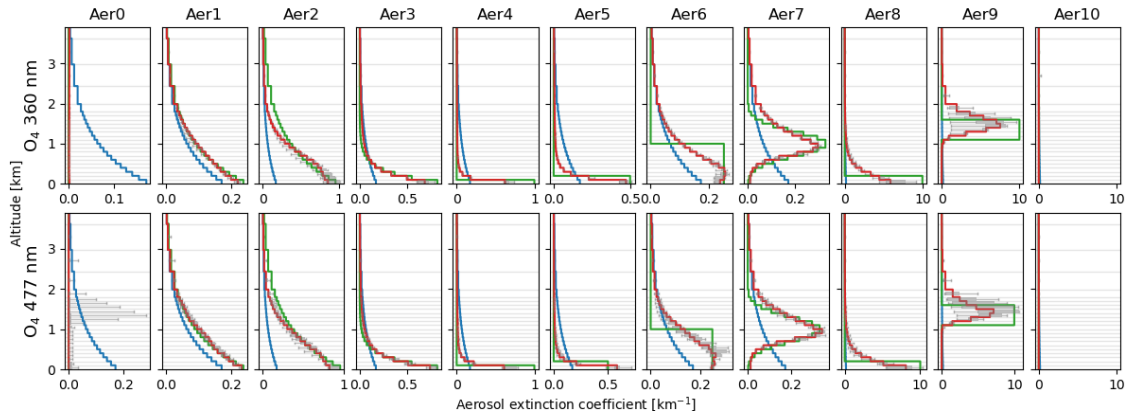 Aer0 Aer1 Aer2 Aer3 Aer4 Aer5 Aer6 Aer7 Aer8 Aer9 Aer10
O₄ 360 nm
3
2
1
0
0.0 0.1 0.0 0.2 0 1 0.0 0.5 0 1 0.0 0.5 0.0 0.2 0.0 0.2 0 10 0 10 0 10
Altitude [km]
O₄ 477 nm
3
2
1
0
0.0 0.2 0.0 0.2 0 1 0.0 0.5 0 1 0.0 0.5 0.0 0.2 0.0 0.2 0 10 0 10 0 10
Aerosol extinction coefficient [km⁻¹]